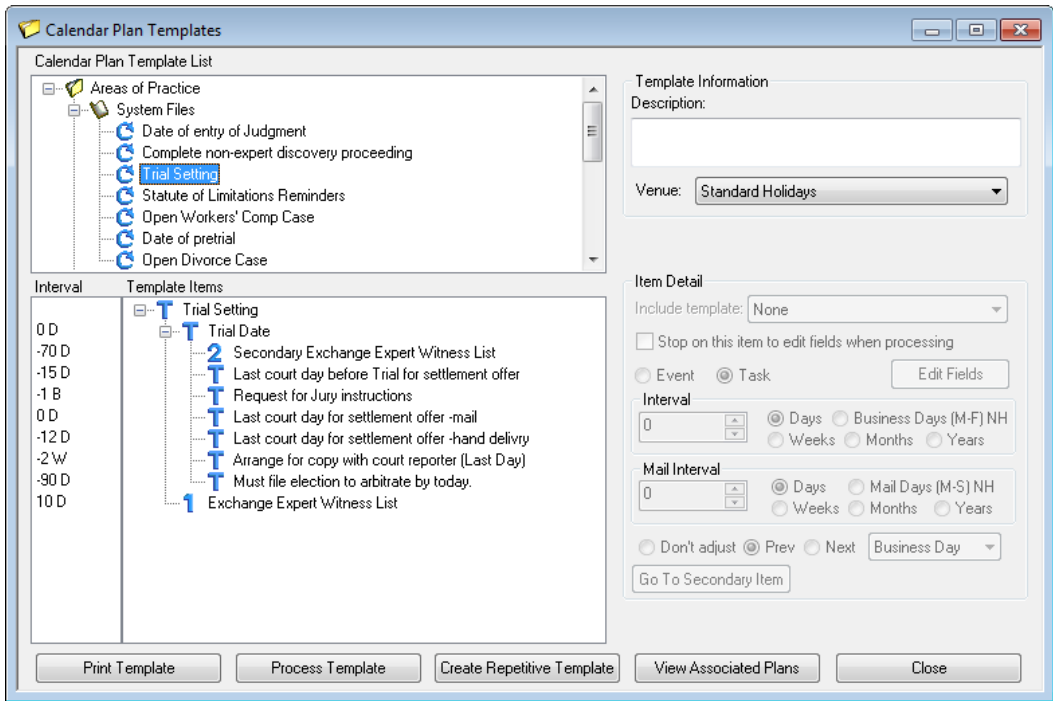 Calendar Plan Templates
Calendar Plan Template List
Areas of Practice
System Files
Date of entry of Judgment
Complete non-expert discovery proceeding
Trial Setting
Statute of Limitations Reminders
Open Workers' Comp Case
Date of pretrial
Open Divorce Case
Template Information
Description:
Venue: Standard Holidays
Interval Template Items
Trial Setting
0 D Trial Date
-70 D 2 Secondary Exchange Expert Witness List
-15 D T Last court day before Trial for settlement offer
-1 B T Request for Jury instructions
0 D T Last court day for settlement offer -mail
-12 D T Last court day for settlement offer -hand delivry
-2 W T Arrange for copy with court reporter (Last Day)
-90 D T Must file election to arbitrate by today.
10 D 1 Exchange Expert Witness List
Item Detail
Include template: None
Stop on this item to edit fields when processing
Event Task Edit Fields
Interval
0 Days Business Days (M-F) NH
Weeks Months Years
Mail Interval
0 Days Mail Days (M-S) NH
Weeks Months Years
Don't adjust Prev Next Business Day
Go To Secondary Item
Print Template Process Template Create Repetitive Template View Associated Plans Close